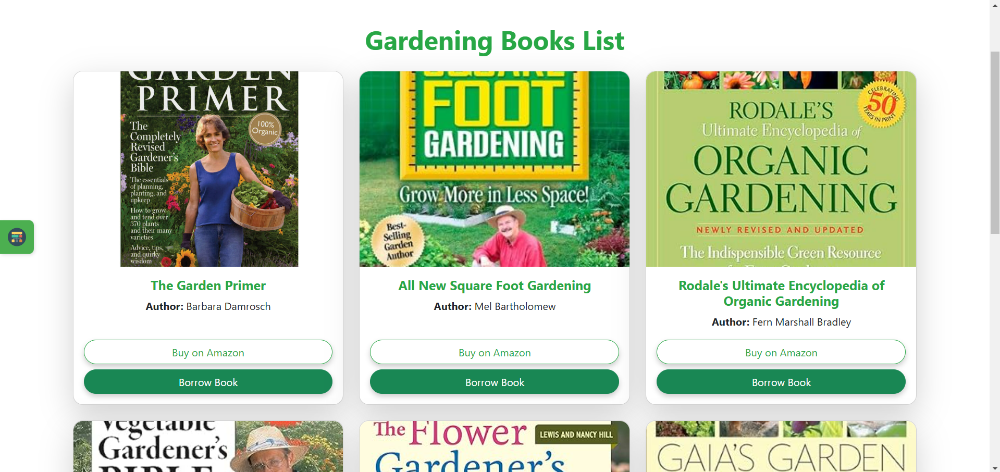 Gardening Books List
GARDEN
PRIMER
The
Completely
Revised
Gardener's
Bible
100%
Organic
The essentials
of planning,
planting, and
upkeep
How to grow
and tend over
370 plants
and their many
varieties
Advice, tips,
and quirky
wisdom
The Garden Primer
Author: Barbara Damrosch
Buy on Amazon
Borrow Book
SQUARE
FOOT
GARDENING
Grow More in Less Space!
Best-
Selling
Garden
Author
All New Square Foot Gardening
Author: Mel Bartholomew
Buy on Amazon
Borrow Book
CELEBRATING
50
YEARS IN PRINT
RODALE'S
Ultimate Encyclopedia of
ORGANIC
GARDENING
NEWLY REVISED AND UPDATED
The Indispensible Green Resource
Rodale's Ultimate Encyclopedia of
Organic Gardening
Author: Fern Marshall Bradley
Buy on Amazon
Borrow Book
Vegetable
Gardener's
BIBLE
The Flower
LEWIS AND NANCY HILL
Gardener's
GAIA'S GARDEN